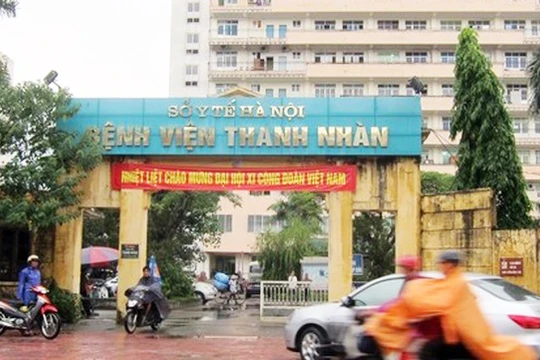 SỞ Y TẾ HÀ NỘI
BỆNH VIỆN THANH NHÀN
NHIỆT LIỆT CHÀO MỪNG ĐẠI HỘI XI CÔNG ĐOÀN VIỆT NAM